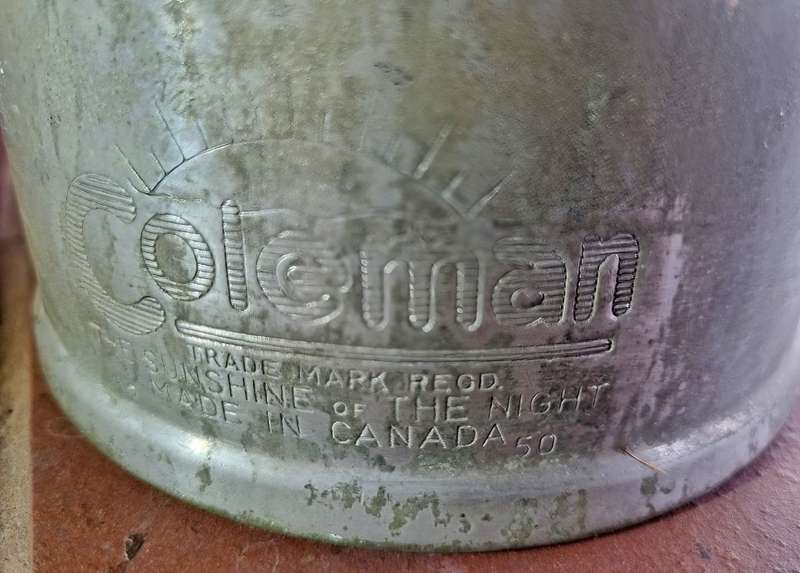 Coleman
TRADE MARK REGD.
THE SUNSHINE OF THE NIGHT
MADE IN CANADA 50